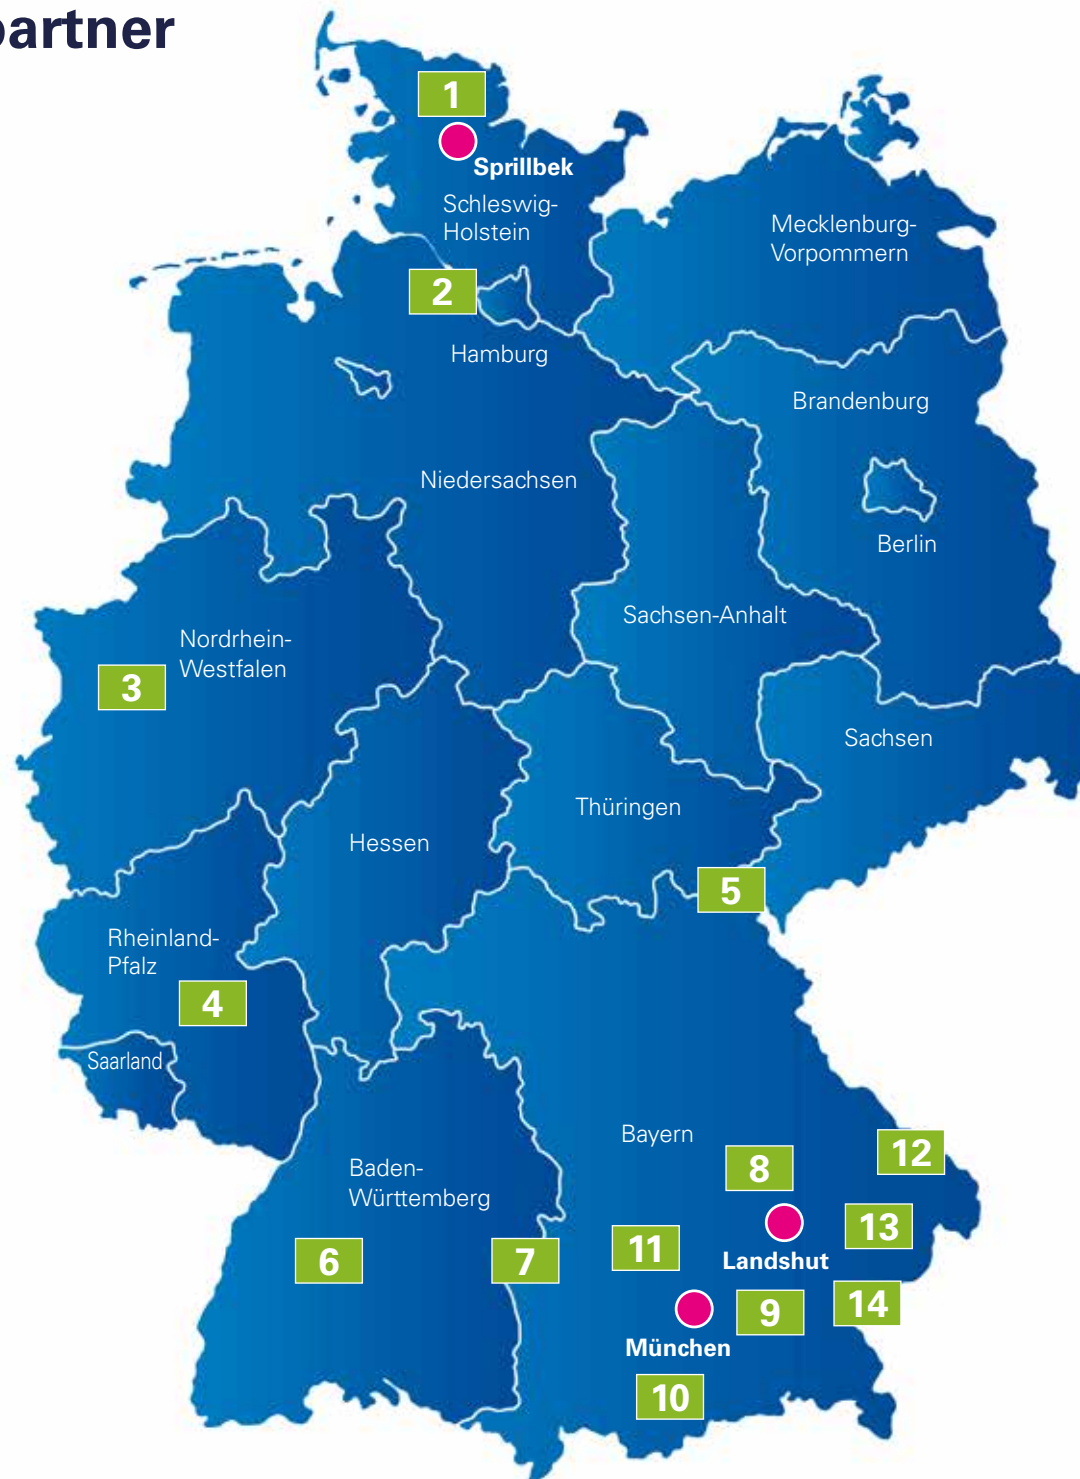 partner
1
Sprillbek
Schleswig-
Holstein
Mecklenburg-
Vorpommern
2
Hamburg
Brandenburg
Niedersachsen
Berlin
Sachsen-Anhalt
Nordrhein-
Westfalen
3
Sachsen
Thüringen
Hessen
5
Rheinland-
Pfalz
4
Saarland
Bayern
12
8
Baden-
Württemberg
13
11
Landshut
6
7
14
9
München
10